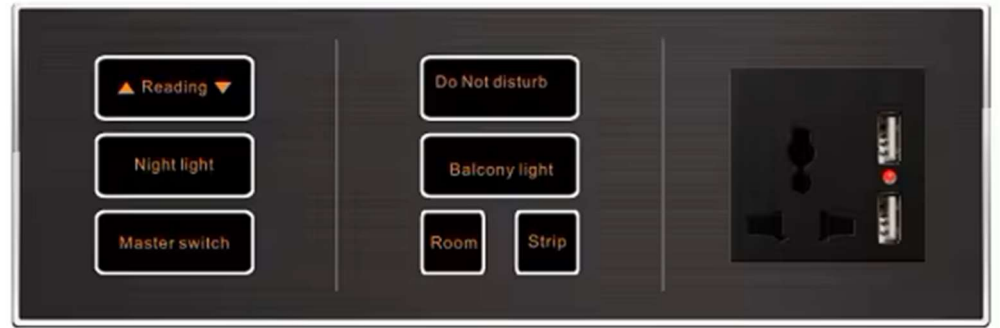 ▲ Reading ▼
Night light
Master switch
Do Not disturb
Balcony light
Room
Strip